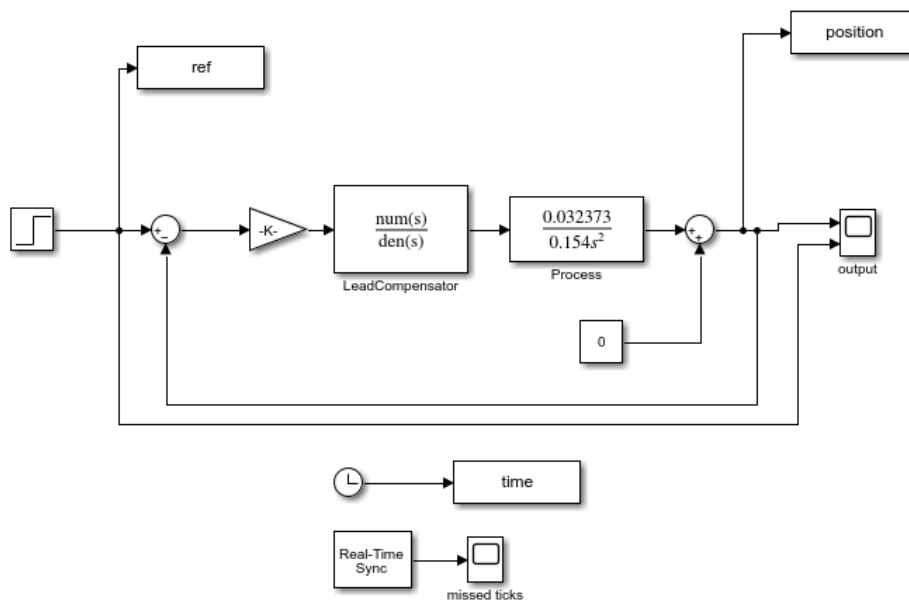 position
ref
+
−
-K-
num(s)
den(s)
LeadCompensator
0.032373
0.154s²
Process
+
+
output
0
time
Real-Time
Sync
missed ticks